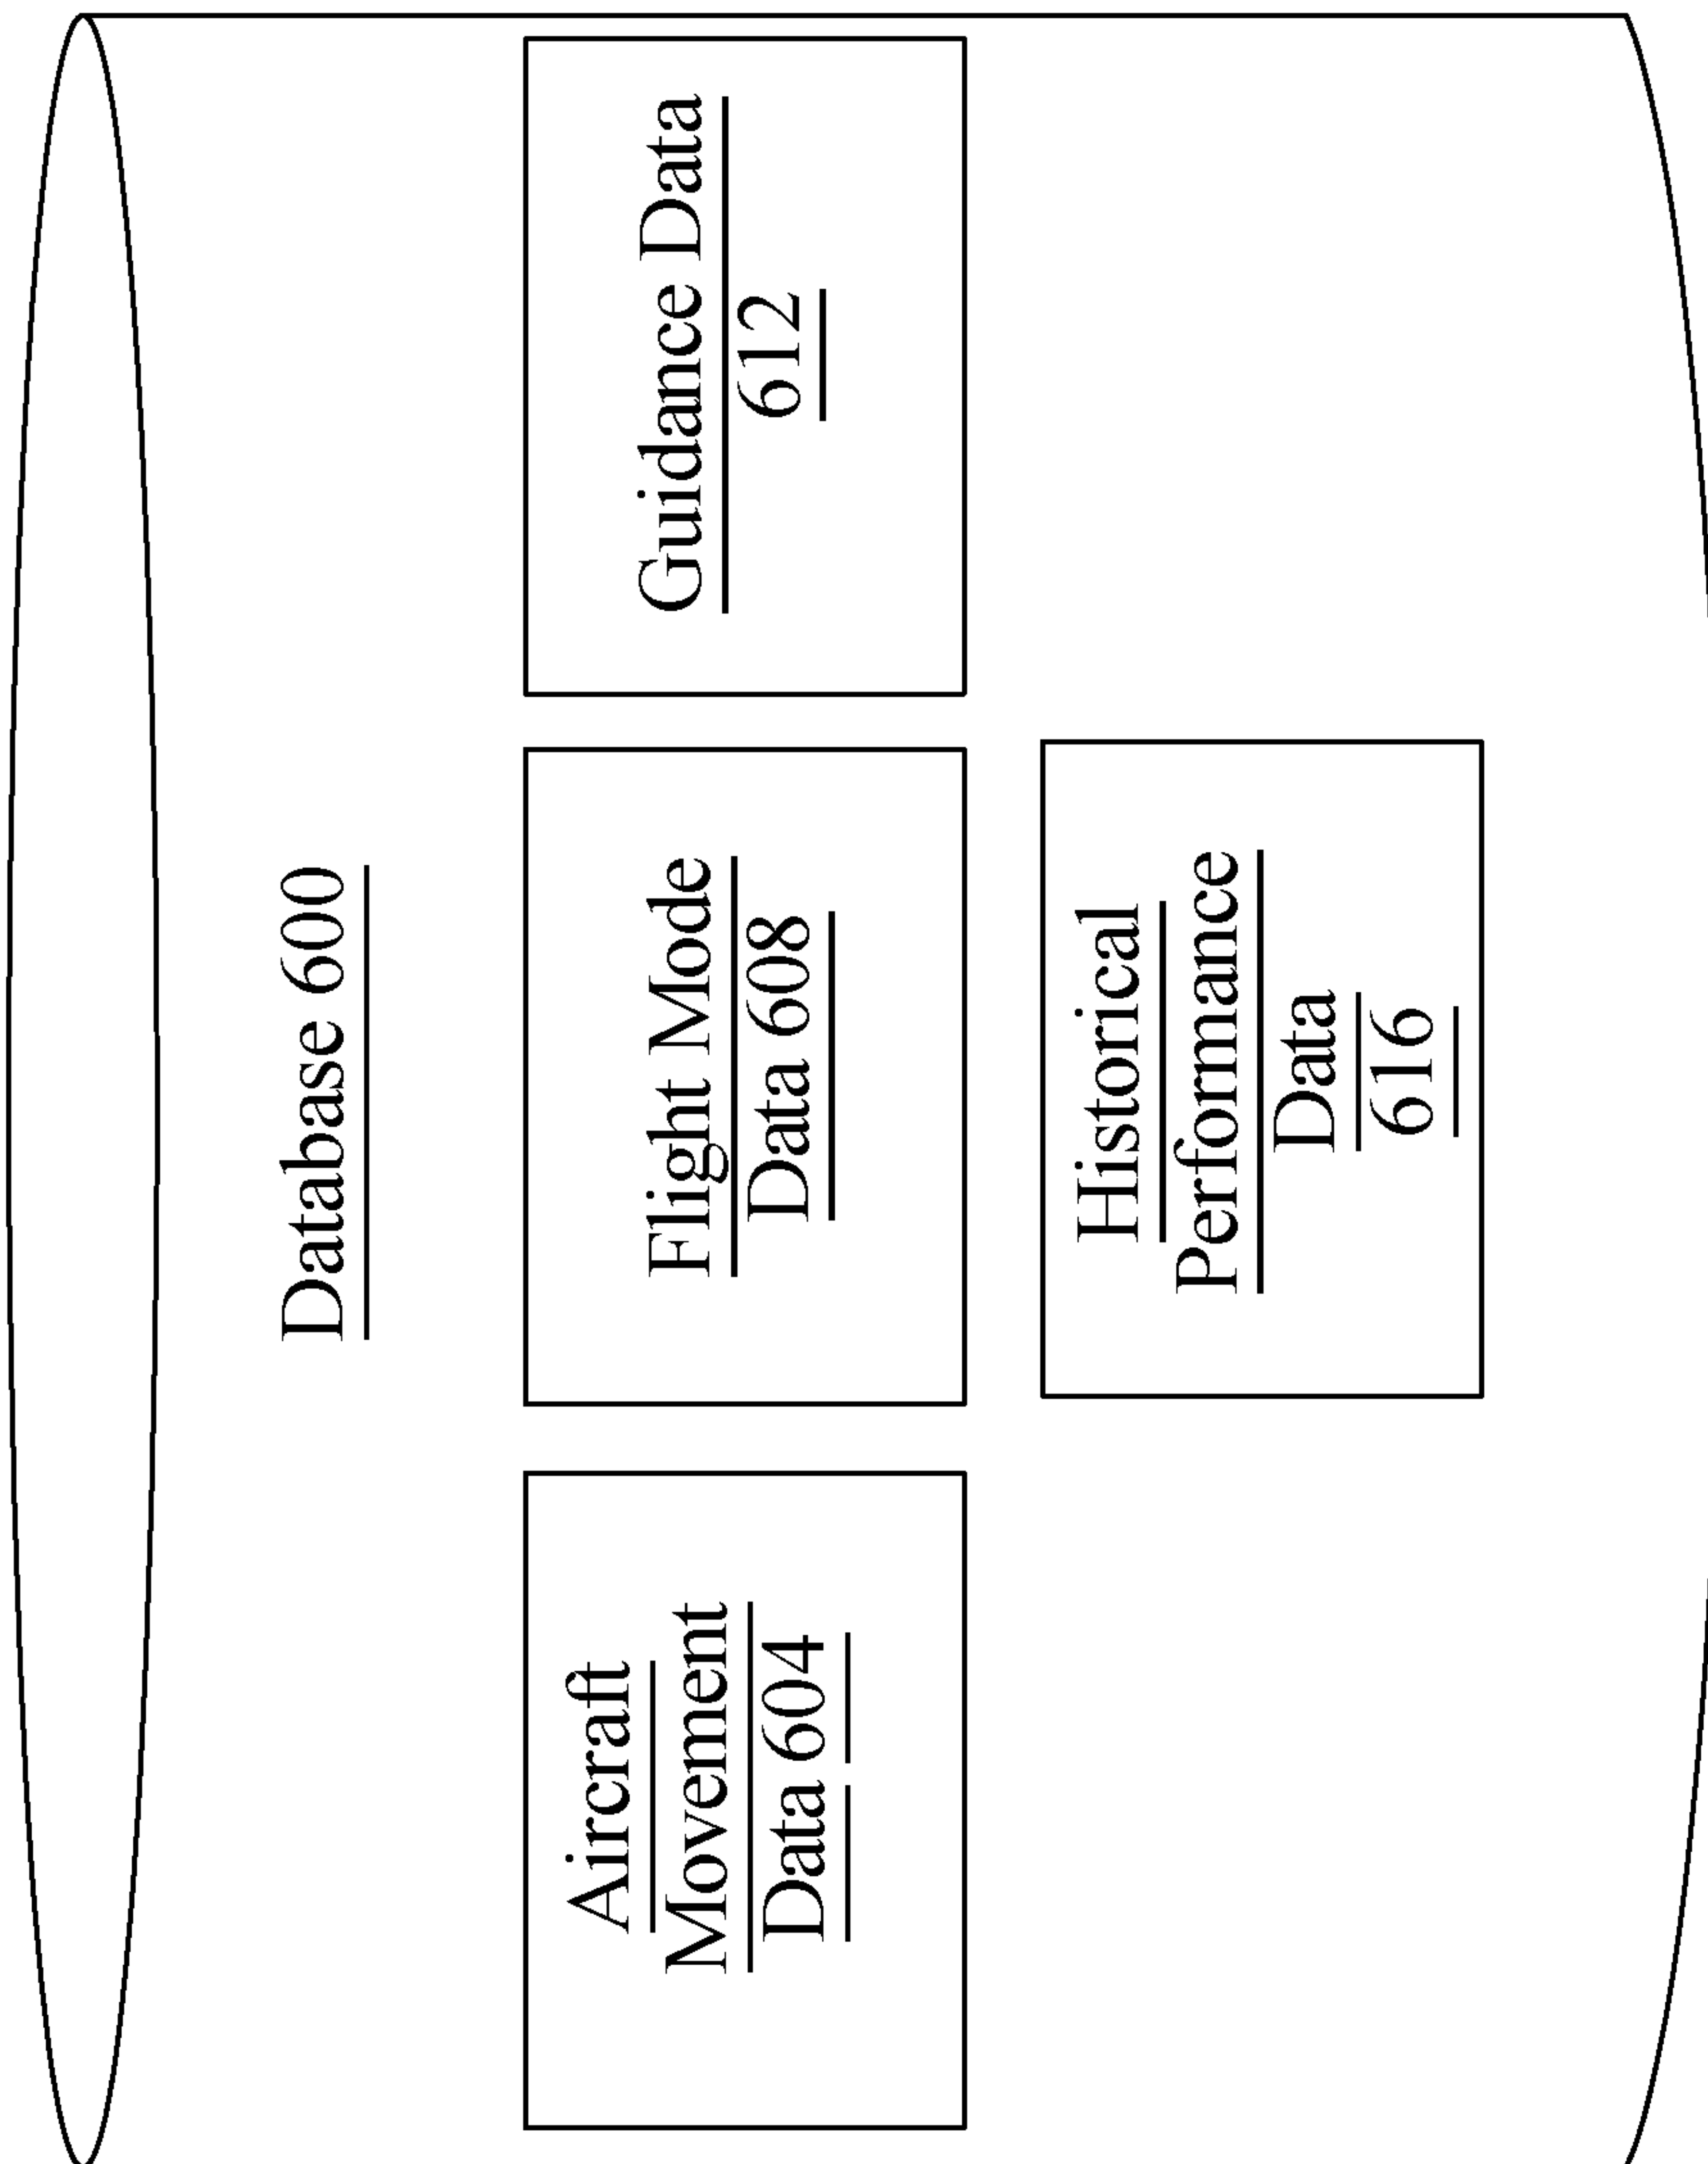 Database 600
Aircraft
Movement
Data 604
Flight Mode
Data 608
Guidance Data
612
Historical
Performance
Data
616